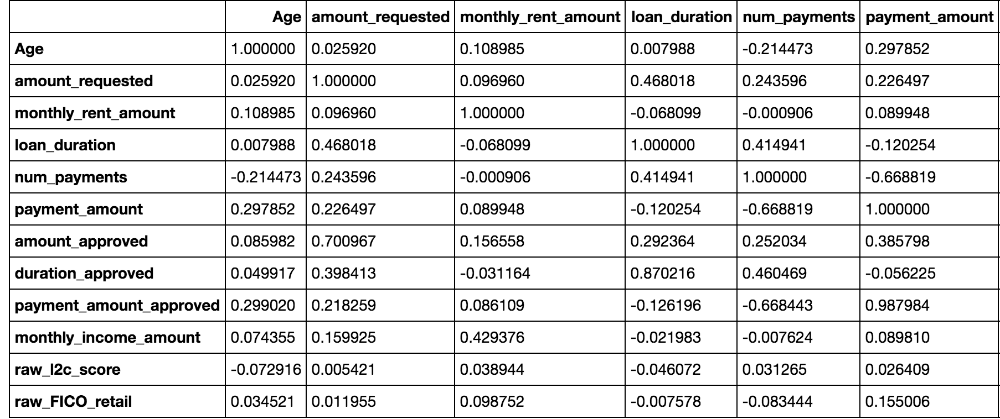 Age amount_requested monthly_rent_amount loan_duration num_payments payment_amount
Age 1.000000 0.025920 0.108985 0.007988 -0.214473 0.297852
amount_requested 0.025920 1.000000 0.096960 0.468018 0.243596 0.226497
monthly_rent_amount 0.108985 0.096960 1.000000 -0.068099 -0.000906 0.089948
loan_duration 0.007988 0.468018 -0.068099 1.000000 0.414941 -0.120254
num_payments -0.214473 0.243596 -0.000906 0.414941 1.000000 -0.668819
payment_amount 0.297852 0.226497 0.089948 -0.120254 -0.668819 1.000000
amount_approved 0.085982 0.700967 0.156558 0.292364 0.252034 0.385798
duration_approved 0.049917 0.398413 -0.031164 0.870216 0.460469 -0.056225
payment_amount_approved 0.299020 0.218259 0.086109 -0.126196 -0.668443 0.987984
monthly_income_amount 0.074355 0.159925 0.429376 -0.021983 -0.007624 0.089810
raw_l2c_score -0.072916 0.005421 0.038944 -0.046072 0.031265 0.026409
raw_FICO_retail 0.034521 0.011955 0.098752 -0.007578 -0.083444 0.155006